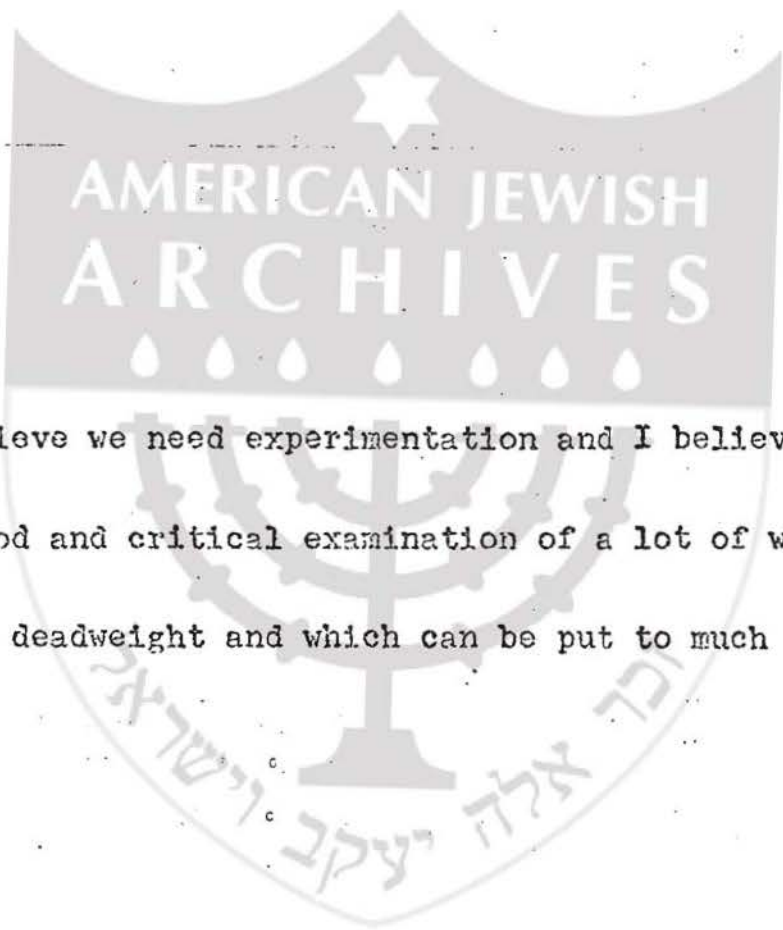 AMERICAN JEWISH
ARCHIVES
ieve we need experimentation and I believ
od and critical examination of a lot of w
deadweight and which can be put to much
זכר אלה יעקב וישראל